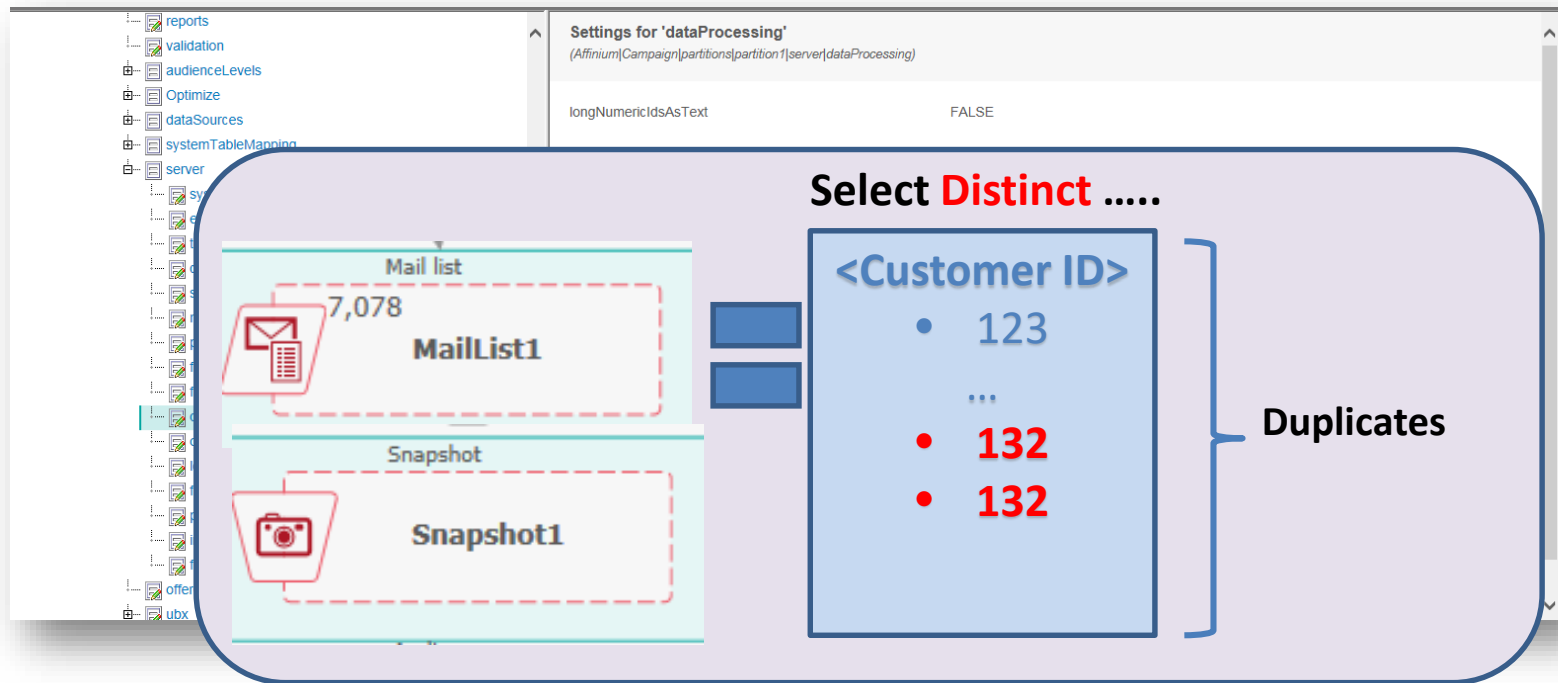 reports
validation
audienceLevels
Optimize
dataSources
systemTableMapping
server
offer
ubx
Settings for 'dataProcessing'
(Affinium|Campaign|partitions|partition1|server|dataProcessing)
longNumericIdsAsText FALSE
Select Distinct .....
Mail list
7,078
MailList1
Snapshot
Snapshot1
<Customer ID>
• 123
...
• 132
• 132
Duplicates